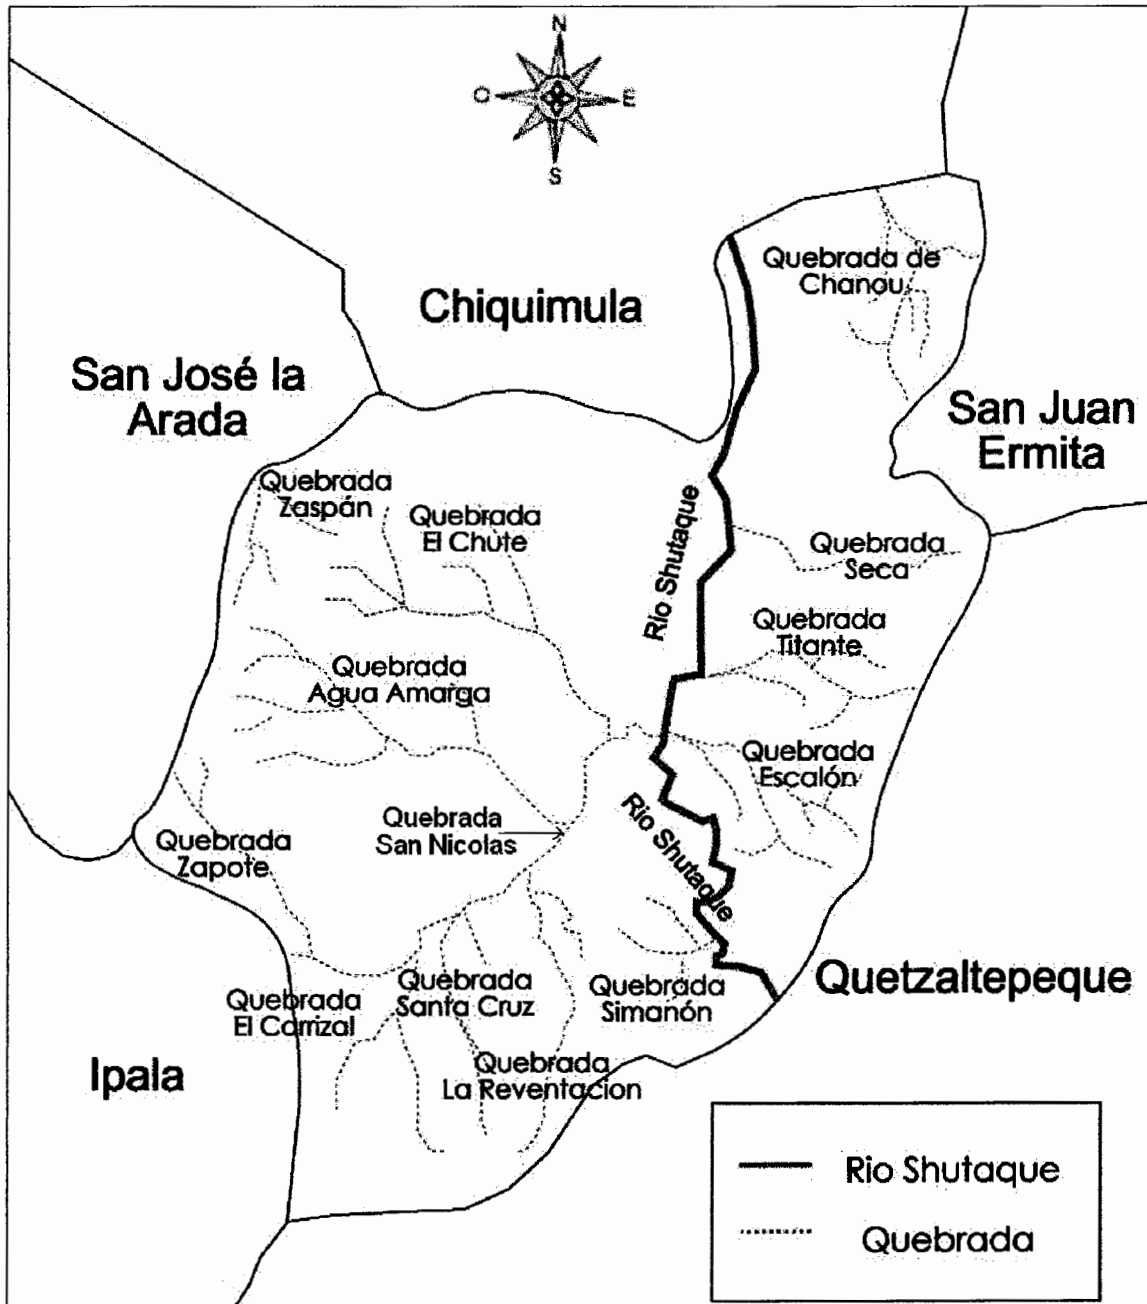 N
O
E
S
Quebrada de
Chanou
Chiquimula
San José la
Arada
San Juan
Ermita
Quebrada
Zaspán
Quebrada
El Chute
Rio Shutaque
Quebrada
Seca
Quebrada
Titante
Quebrada
Agua Amarga
Quebrada
Escalón
Quebrada
San Nicolas
Rio Shutaque
Quebrada
Zapote
Quebrada
El Carrizal
Quebrada
Santa Cruz
Quebrada
Simanón
Quetzaltepeque
Ipala
Quebrada
La Reventacion
Rio Shutaque
Quebrada